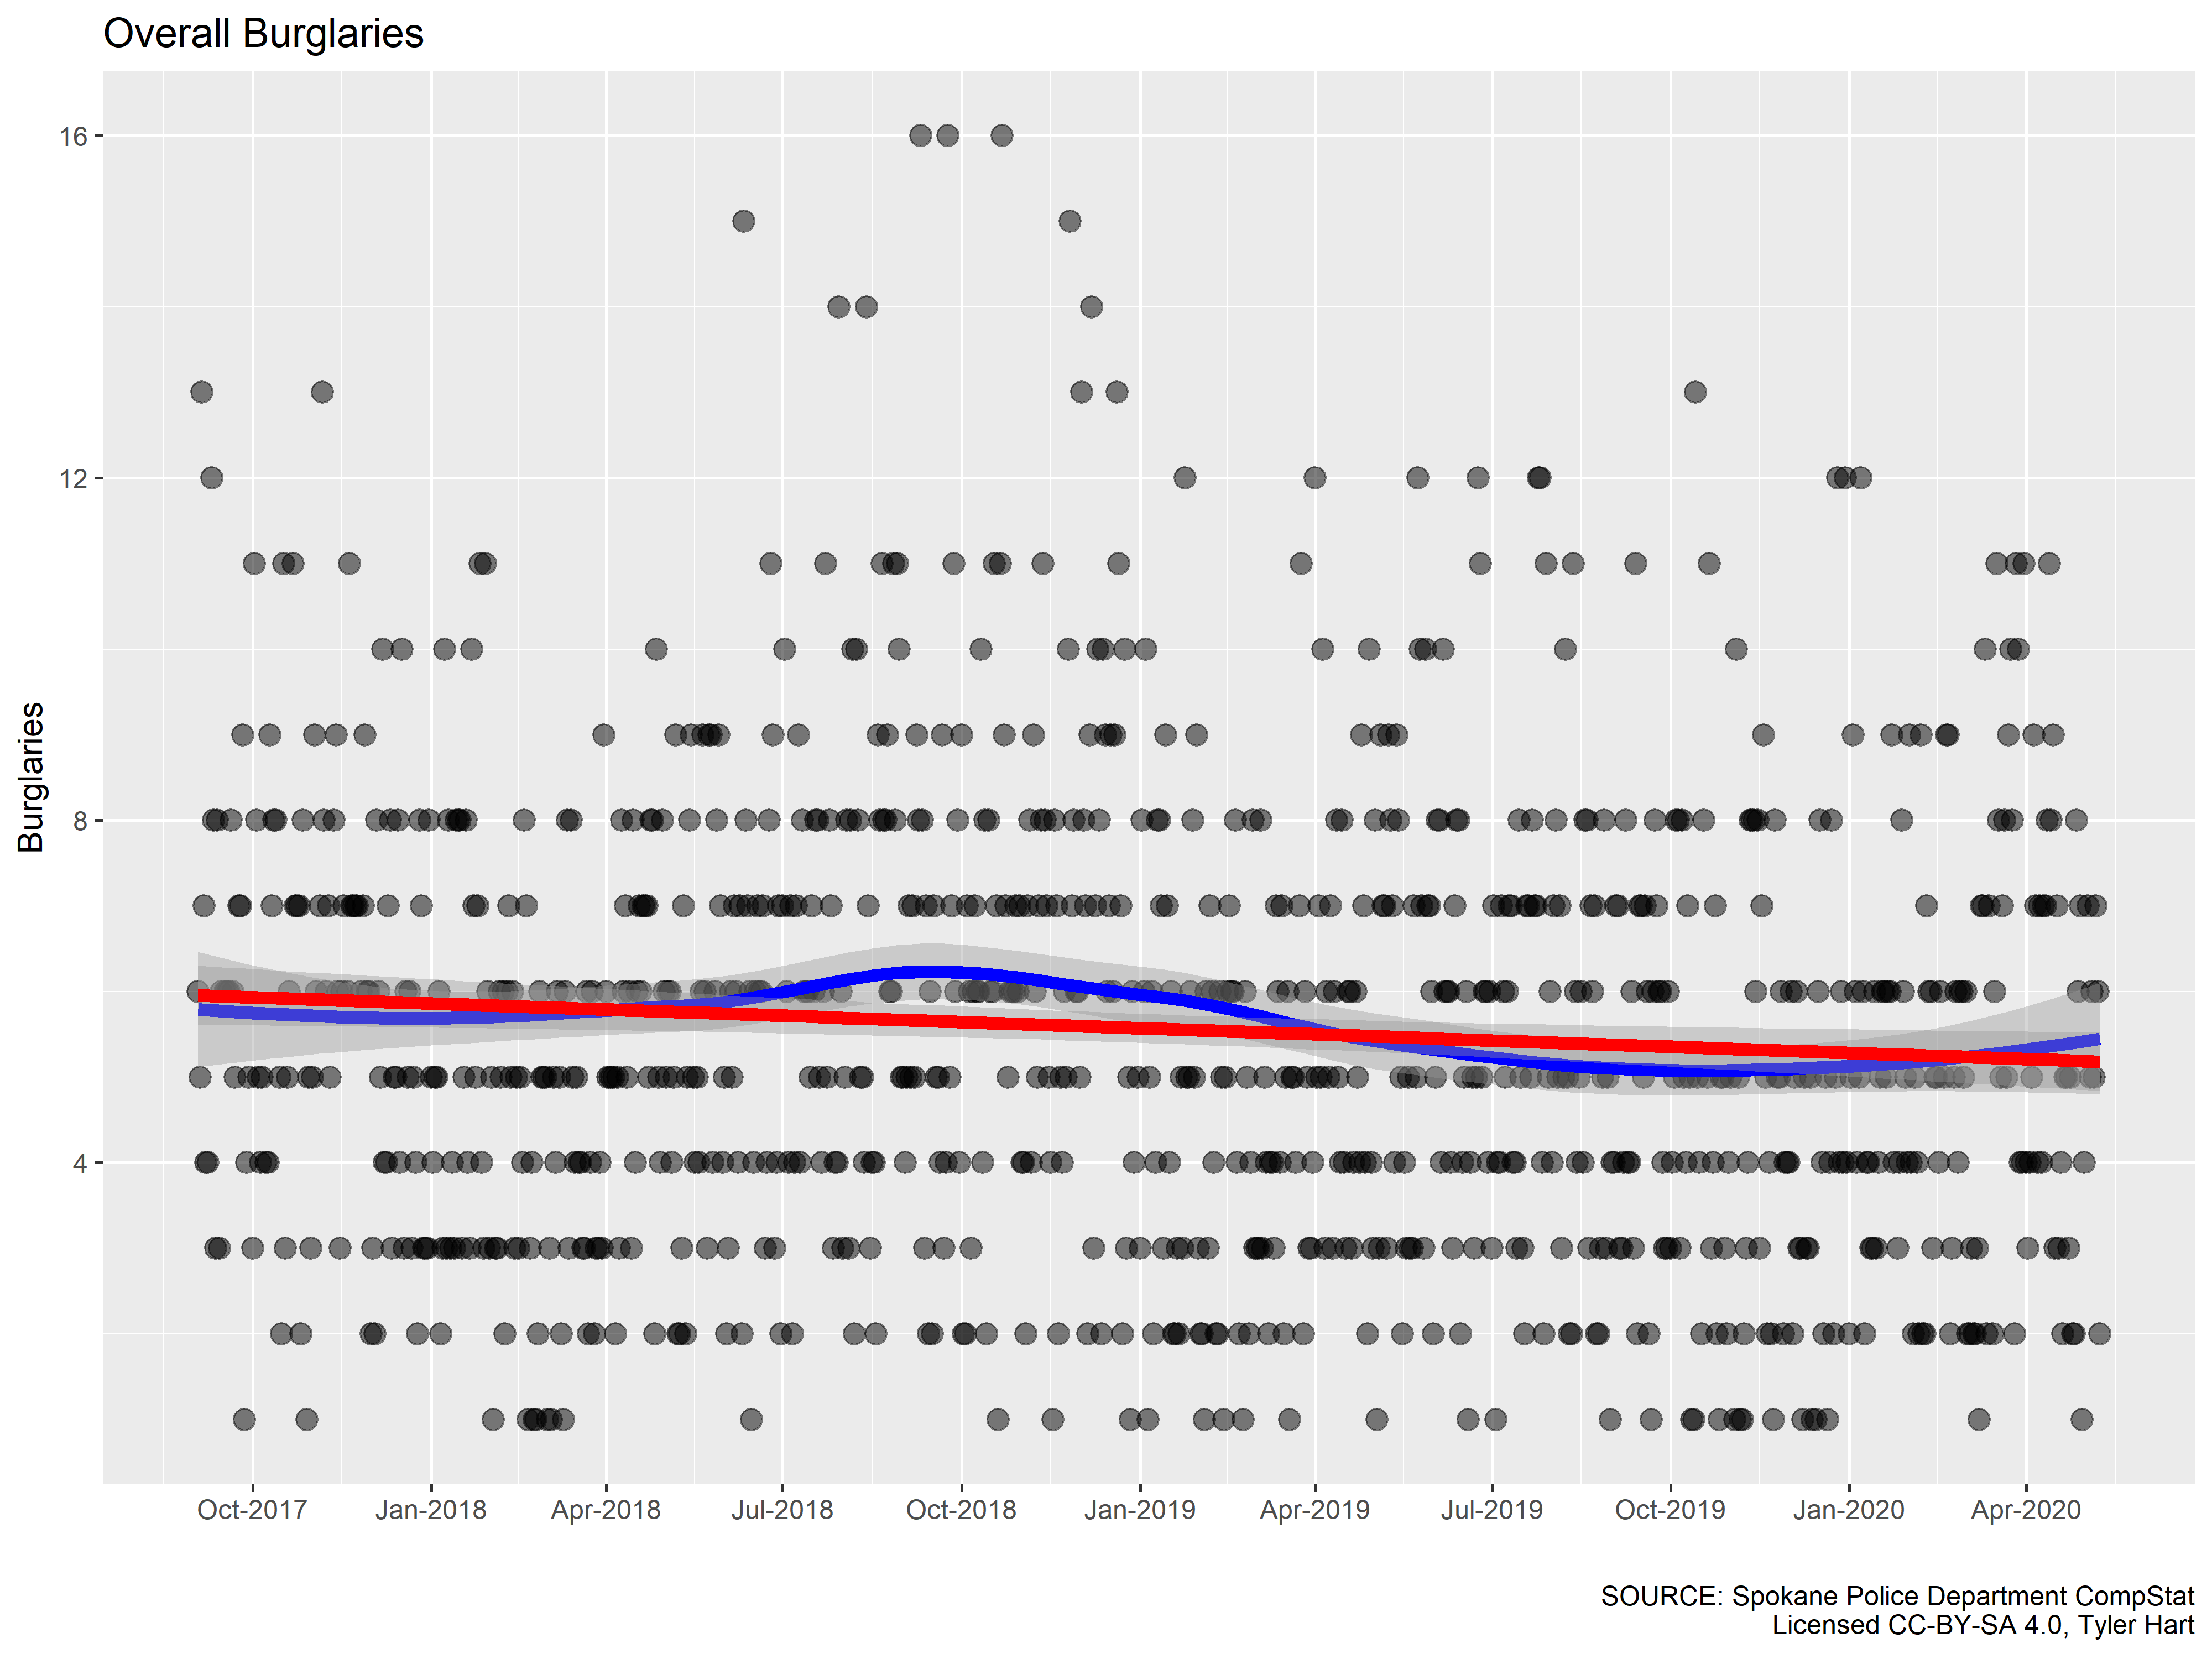 Overall Burglaries
16
12
8
4
Burglaries
Oct-2017
Jan-2018
Apr-2018
Jul-2018
Oct-2018
Jan-2019
Apr-2019
Jul-2019
Oct-2019
Jan-2020
Apr-2020
SOURCE: Spokane Police Department CompStat
Licensed CC-BY-SA 4.0, Tyler Hart